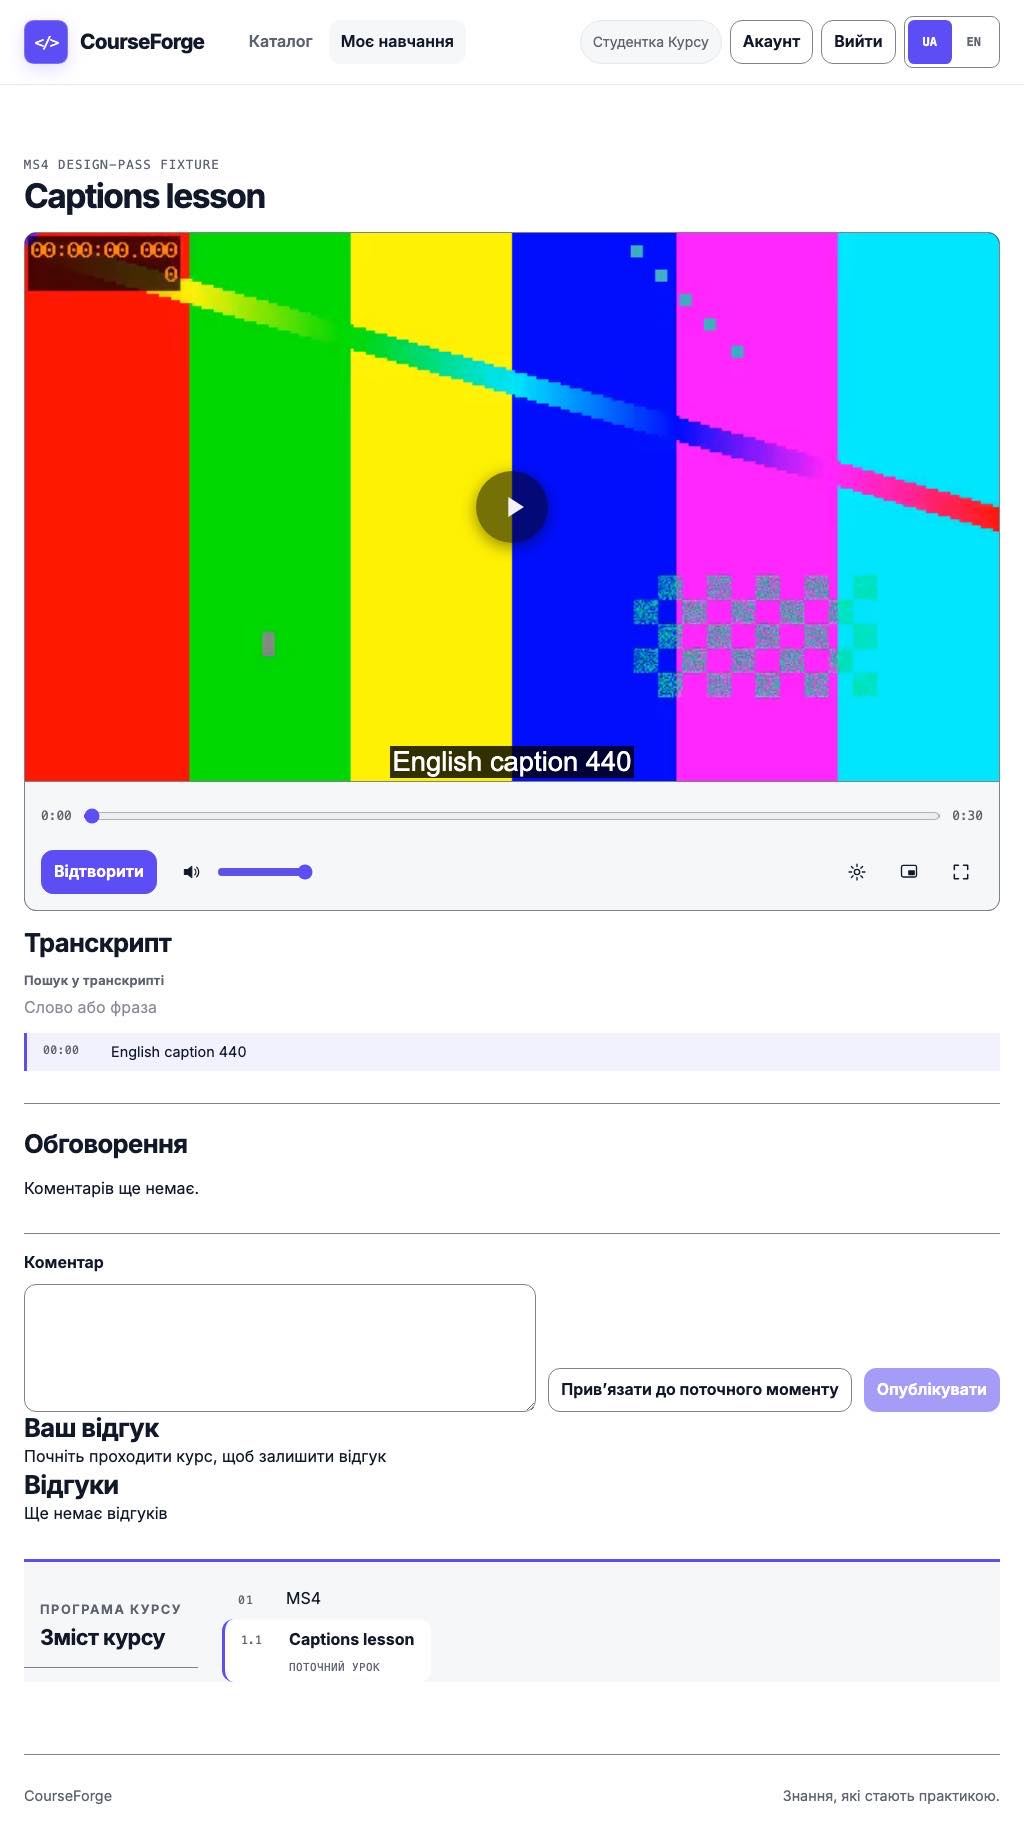 </> CourseForge Каталог Моє навчання Студентка Курсу Акаунт Вийти UA EN
MS4 DESIGN-PASS FIXTURE
Captions lesson
00:00:00.000
0
English caption 440
0:00 0:30
Відтворити
Транскрипт
Пошук у транскрипті
Слово або фраза
00:00 English caption 440
Обговорення
Коментарів ще немає.
Коментар
Прив’язати до поточного моменту Опублікувати
Ваш відгук
Почніть проходити курс, щоб залишити відгук
Відгуки
Ще немає відгуків
ПРОГРАМА КУРСУ
Зміст курсу
01 MS4
1.1 Captions lesson
ПОТОЧНИЙ УРОК
CourseForge Знання, які стають практикою.